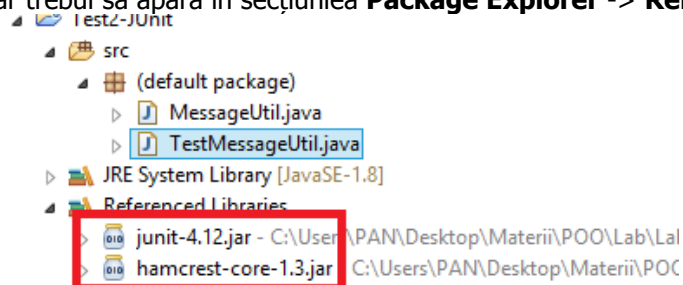 ar trebui să apară în secțiunea Package Explorer -> Re
Test2-JUnit
src
(default package)
MessageUtil.java
TestMessageUtil.java
JRE System Library [JavaSE-1.8]
Referenced Libraries
junit-4.12.jar - C:\User \PAN\Desktop\Materii\POO\Lab\La
hamcrest-core-1.3.jar C:\Users\PAN\Desktop\Materii\POO